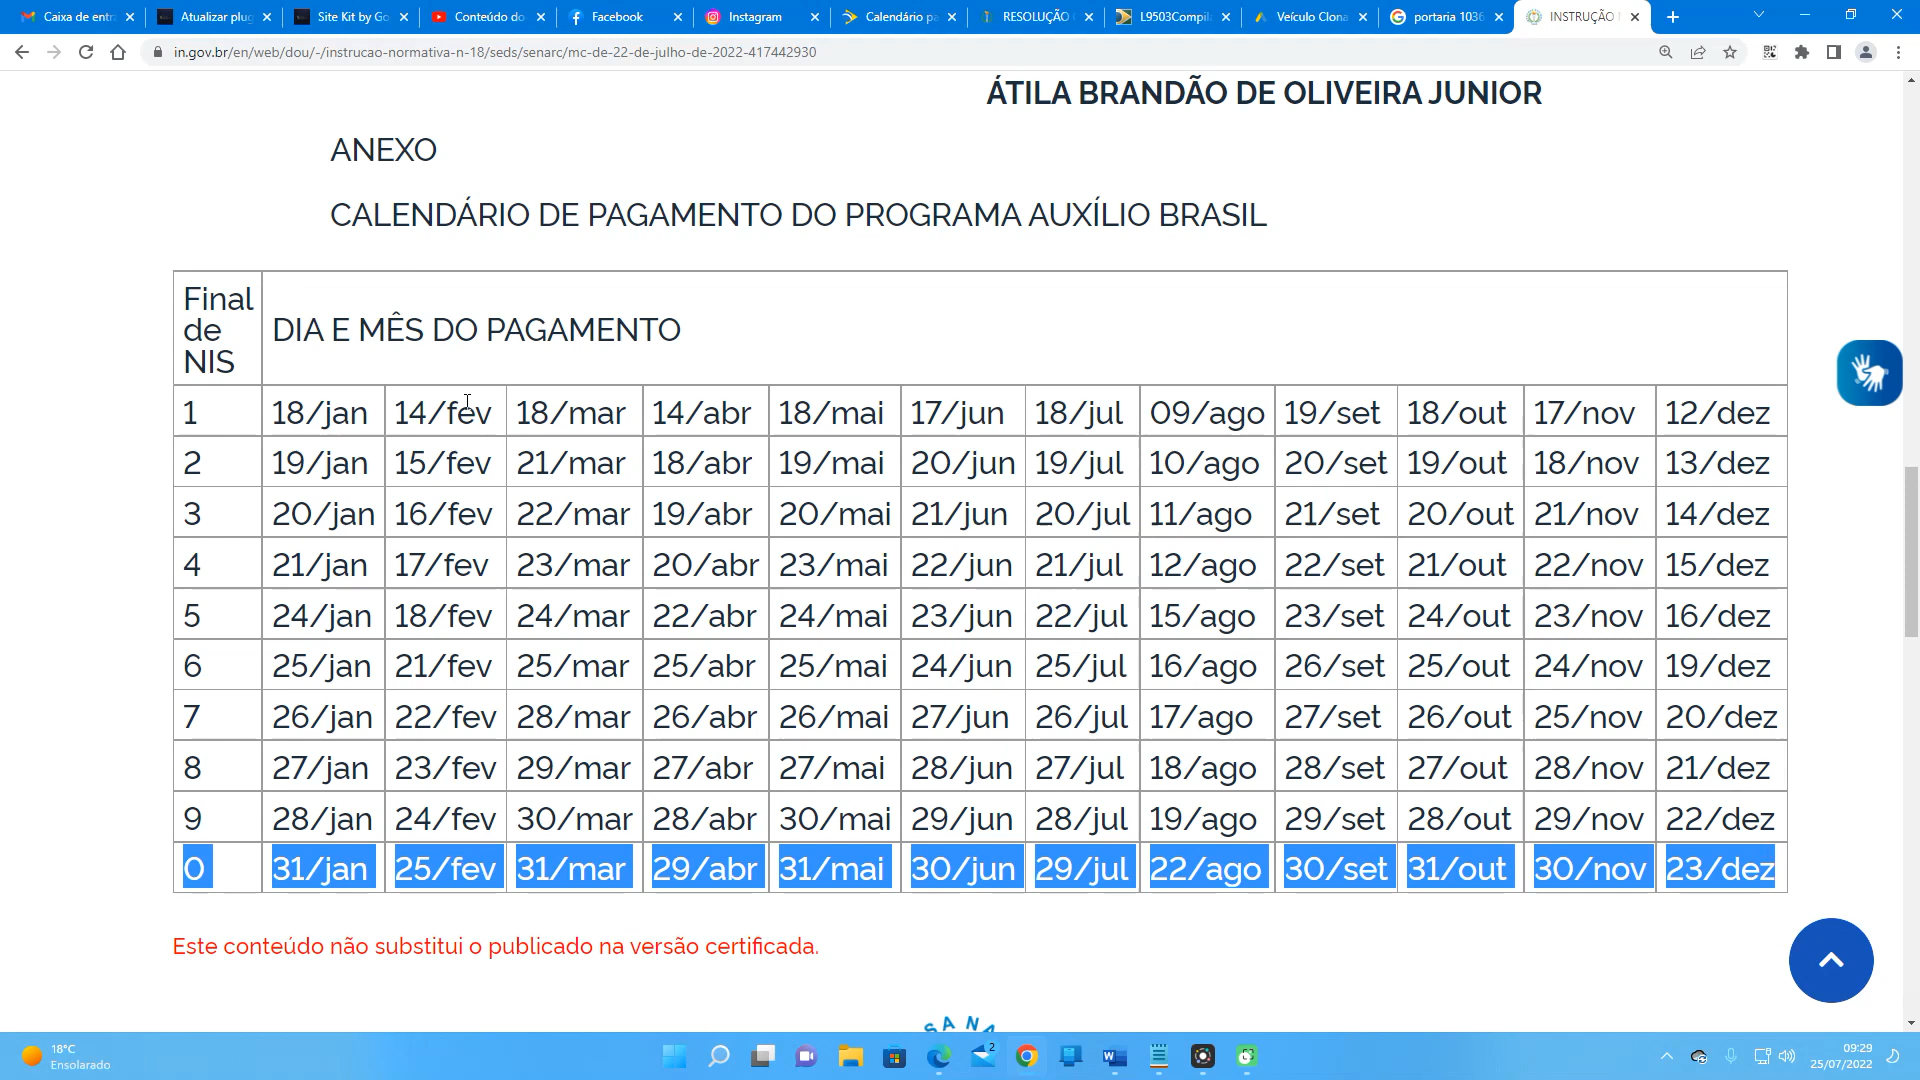 Caixa de entr
Atualizar plug
Site Kit by Go
Conteúdo do
Facebook
Instagram
Calendário pa
RESOLUÇÃO
L9503Compil
Veículo Clona
portaria 1036
INSTRUÇÃO
in.gov.br/en/web/dou/-/instrucao-normativa-n-18/seds/senarc/mc-de-22-de-julho-de-2022-417442930
ÁTILA BRANDÃO DE OLIVEIRA JUNIOR
ANEXO
CALENDÁRIO DE PAGAMENTO DO PROGRAMA AUXÍLIO BRASIL
Final de NIS DIA E MÊS DO PAGAMENTO
1 18/jan 14/fev 18/mar 14/abr 18/mai 17/jun 18/jul 09/ago 19/set 18/out 17/nov 12/dez
2 19/jan 15/fev 21/mar 18/abr 19/mai 20/jun 19/jul 10/ago 20/set 19/out 18/nov 13/dez
3 20/jan 16/fev 22/mar 19/abr 20/mai 21/jun 20/jul 11/ago 21/set 20/out 21/nov 14/dez
4 21/jan 17/fev 23/mar 20/abr 23/mai 22/jun 21/jul 12/ago 22/set 21/out 22/nov 15/dez
5 24/jan 18/fev 24/mar 22/abr 24/mai 23/jun 22/jul 15/ago 23/set 24/out 23/nov 16/dez
6 25/jan 21/fev 25/mar 25/abr 25/mai 24/jun 25/jul 16/ago 26/set 25/out 24/nov 19/dez
7 26/jan 22/fev 28/mar 26/abr 26/mai 27/jun 26/jul 17/ago 27/set 26/out 25/nov 20/dez
8 27/jan 23/fev 29/mar 27/abr 27/mai 28/jun 27/jul 18/ago 28/set 27/out 28/nov 21/dez
9 28/jan 24/fev 30/mar 28/abr 30/mai 29/jun 28/jul 19/ago 29/set 28/out 29/nov 22/dez
0 31/jan 25/fev 31/mar 29/abr 31/mai 30/jun 29/jul 22/ago 30/set 31/out 30/nov 23/dez
Este conteúdo não substitui o publicado na versão certificada.
18°C
Ensolarado
2
09:29
25/07/2022